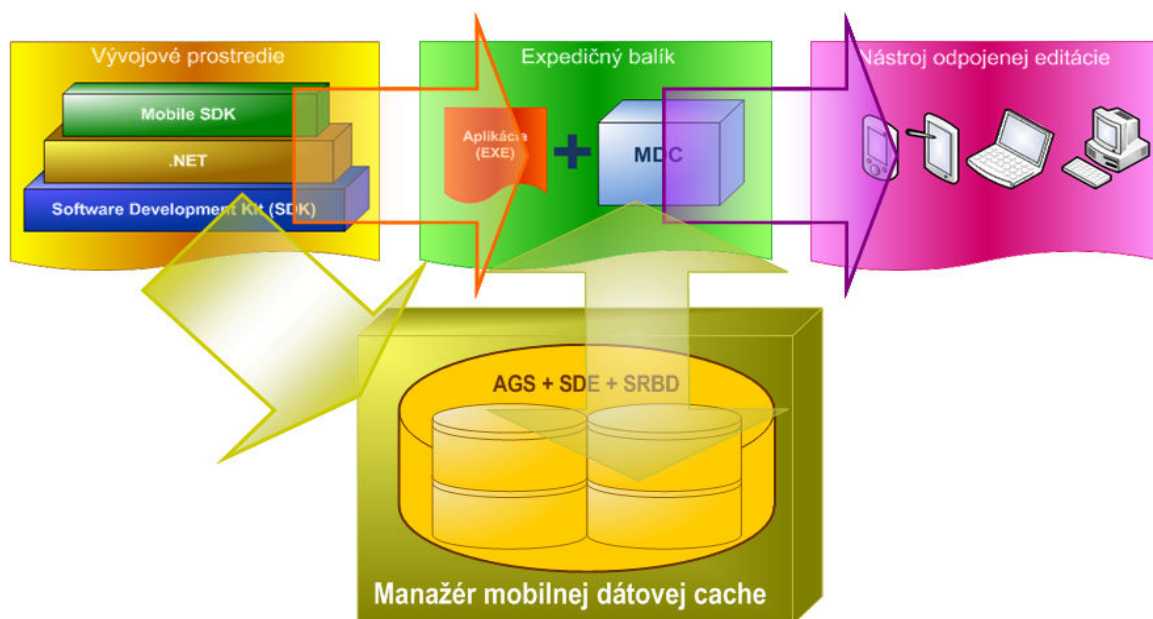 Vývojové prostredie
Mobile SDK
.NET
Software Development Kit (SDK)
Expedičný balík
Aplikácia
(EXE)
MDC
Nástroj odpojenej editácie
AGS + SDE + SRBD
Manažér mobilnej dátovej cache